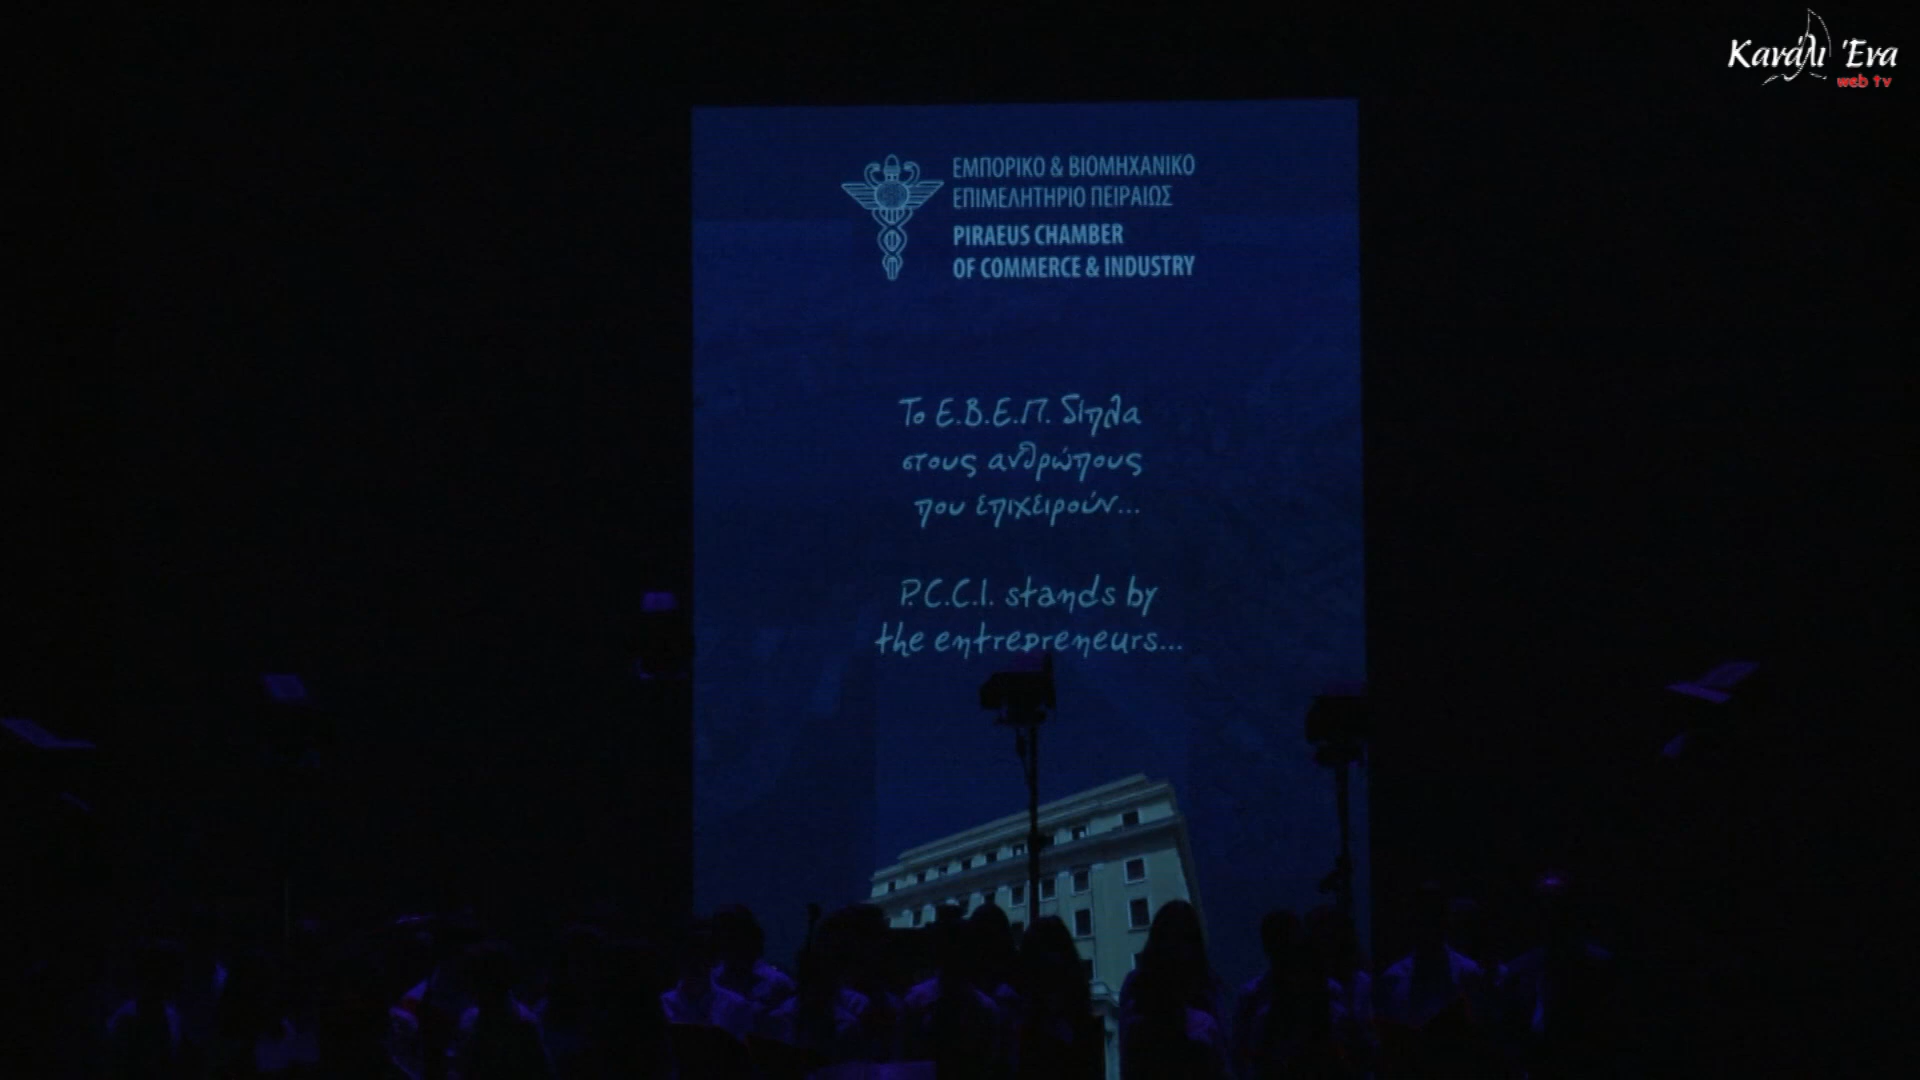 Κανάλι Ένα
web tv
ΕΜΠΟΡΙΚΟ & ΒΙΟΜΗΧΑΝΙΚΟ
ΕΠΙΜΕΛΗΤΗΡΙΟ ΠΕΙΡΑΙΩΣ
PIRAEUS CHAMBER
OF COMMERCE & INDUSTRY
Το Ε.Β.Ε.Π. δίπλα
στους ανθρώπους
που επιχειρούν...
P.C.C.I. stands by
the entrepreneurs...